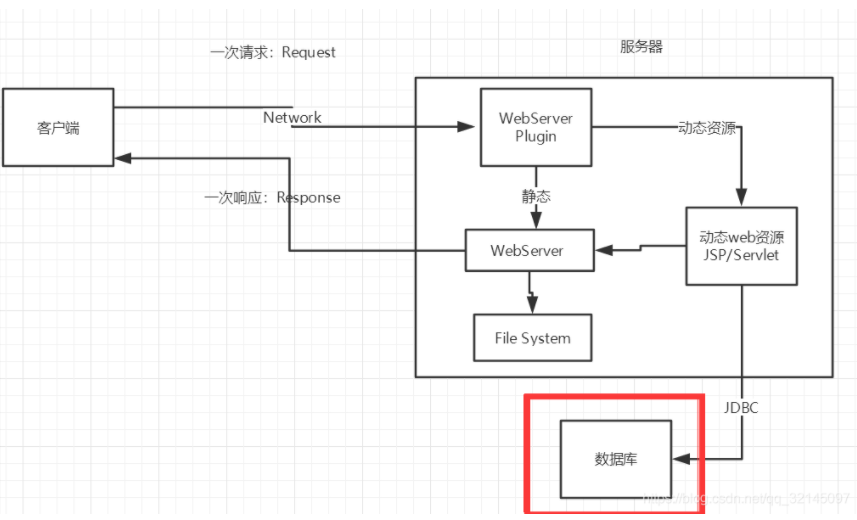 一次请求：Request
服务器
客户端
Network
WebServer
Plugin
动态资源
静态
一次响应：Response
动态web资源
JSP/Servlet
WebServer
File System
JDBC
数据库
https://blog.csdn.net/qq_32145097